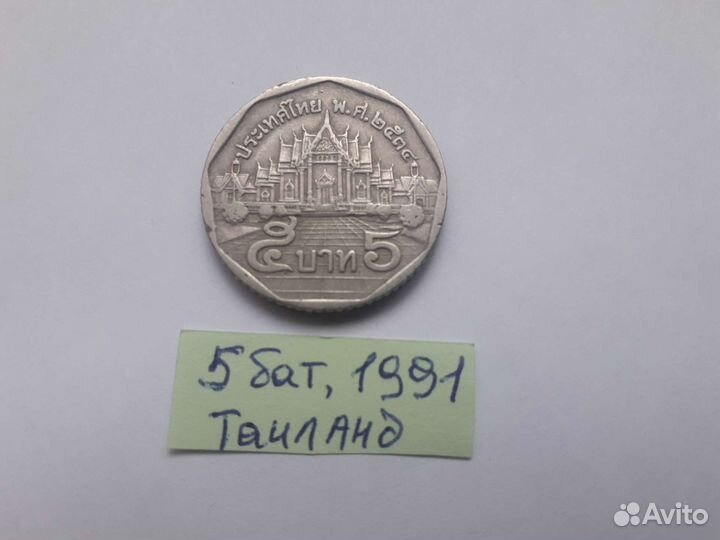 ประเทศไทย พ.ศ.๒๕๓๔
๕ บาท 5
5 бат, 1991
Таиланд
Avito